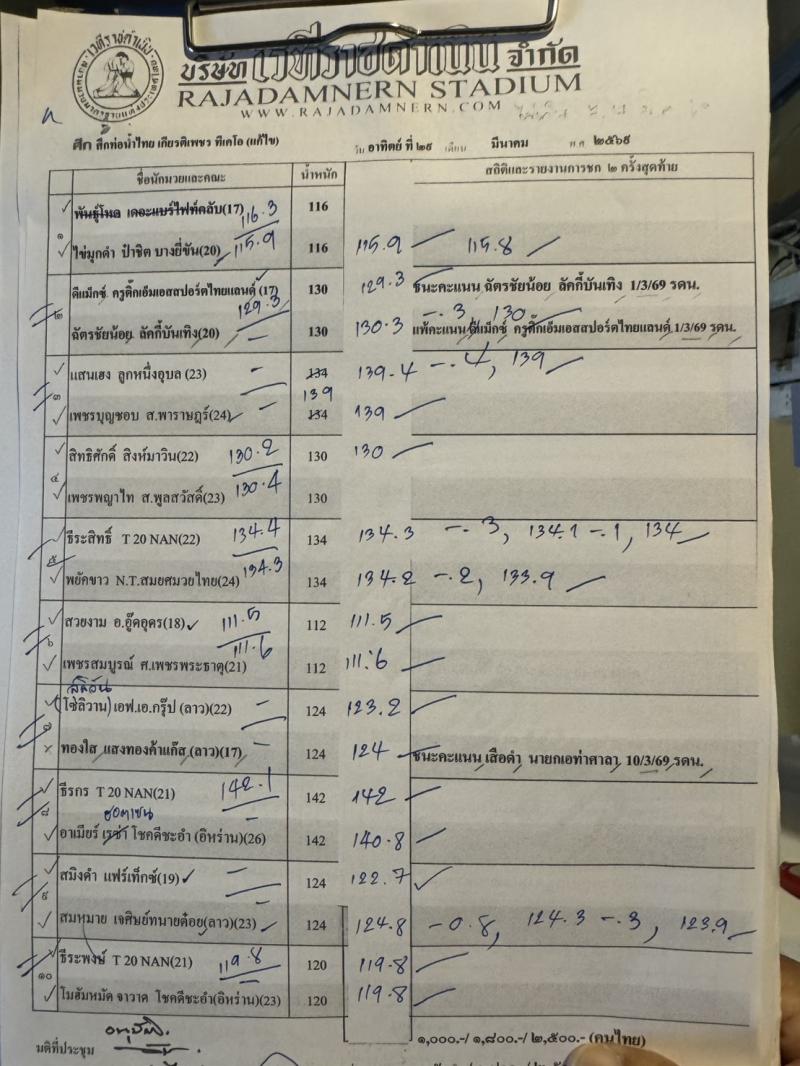 บริษัท เวทีราชดำเนิน จำกัด
RAJADAMNERN STADIUM
WWW.RAJADAMNERN.COM
ศึก ศึกท่อน้ำไทย เกียรติเพชร ทีเคโอ (แก้ไข) วัน อาทิตย์ ที่ ๒๙ เดือน มีนาคม พ.ศ. ๒๕๖๙
ชื่อนักมวยและคณะ น้ำหนัก สถิติและรายงานการชก ๒ ครั้งสุดท้าย
พันธุ์โหด เดอะแบร์ไฟท์คลับ(17) 116.3 116
๑
ไข่มุกดำ ป๋าชิต บางยี่ขัน(20) 115.9 116 115.9 115.8
ดีแม็กซ์ ครูติ๊กเอ็มเอสสปอร์ตไทยแลนด์ (17) 129.3 130 129.3 ชนะคะแนน ฉัตรชัยน้อย ลัคกี้บันเทิง 1/3/69 รดน.
๒
ฉัตรชัยน้อย ลัคกี้บันเทิง(20) – 130 130.3 –.3 130 แพ้คะแนน ดีแม็กซ์ ครูติ๊กเอ็มเอสสปอร์ตไทยแลนด์ 1/3/69 รดน.
แสนเฮง ลูกหนึ่งอุบล (23) – 134 139.4 –.4, 139
๓ 139
เพชรบุญชอบ ส.พาราษฎร์(24) – 134 139
สิทธิศักดิ์ สิงห์มาวิน(22) 130.2 130 130
๔
เพชรพญาไท ส.พูลสวัสดิ์(23) 130.4 130
ธีระสิทธิ์ T 20 NAN(22) 134.4 134 134.3 –.3, 134.1 –.1, 134
๕
พยัคขาว N.T.สมยศมวยไทย(24) 134.3 134 134.2 –.2, 133.9
สวยงาม อ.อู๊ดอุดร(18) 111.5 112 111.5
๖
เพชรสมบูรณ์ ศ.เพชรพระธาตุ(21) 111.6 112 111.6
(โซลิวาน) เอฟ.เอ.กรุ๊ป (ลาว)(22) – 124 123.2
๗
ทองใส แสงทองค้าแก๊ส (ลาว)(17) – 124 124 ชนะคะแนน เสือดำ นายกเอท่าศาลา 10/3/69 รดน.
ธีรกร T 20 NAN(21) 142.1 142 142
๘
อาเมียร์ เรซ่า โชคดีชะอำ (อิหร่าน)(26) – 142 140.8
สมิงดำ แฟร์เท็กซ์(19) – 124 122.7
๙
สมหมาย เจศิษย์ทนายต๋อย(ลาว)(23) – 124 124.8 –0.8, 124.3 –.3, 123.9
ธีระพงษ์ T 20 NAN(21) 119.8 120 119.8
๑๐
โมฮัมหมัด จาวาด โชคดีชะอำ(อิหร่าน)(23) – 120 119.8
๑,๐๐๐.-/ ๑,๘๐๐.-/ ๒,๕๐๐.- (คนไทย)
มติที่ประชุม